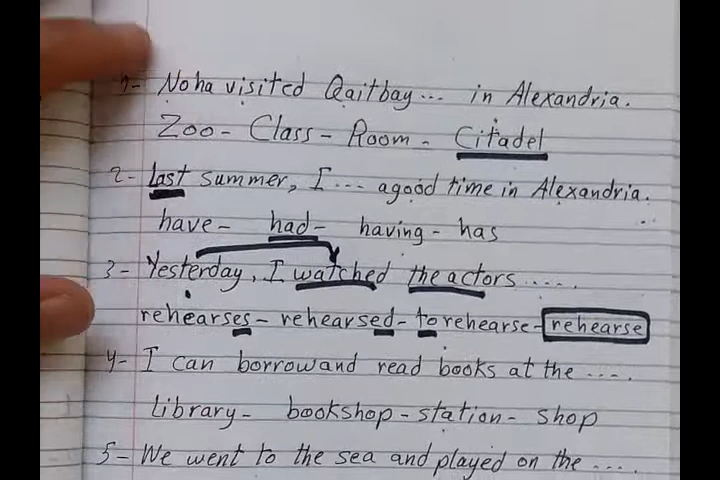 1- Noha visited Qaitbay... in Alexandria.
Zoo - Class - Room - Citadel
2- Last summer, I ... agood time in Alexandria.
have - had - having - has
3- Yesterday, I watched the actors .....
rehearses - rehearsed - to rehearse - rehearse
4- I can borrow and read books at the .....
library - bookshop - station - shop
5- We went to the sea and played on the ....